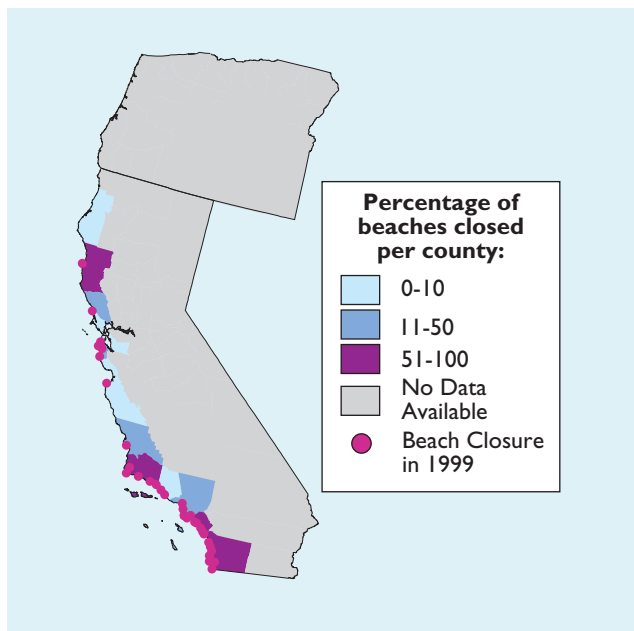 Percentage of
beaches closed
per county:
0-10
11-50
51-100
No Data
Available
Beach Closure
in 1999